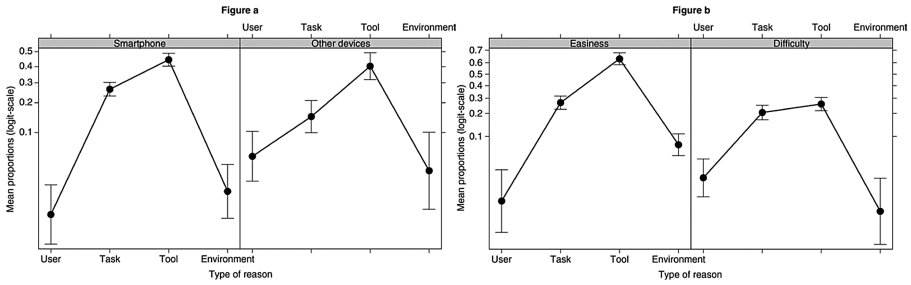 Figure a
User Task Tool Environment
Smartphone Other devices
0.5
0.4
0.3
0.2
0.1
Mean proportions (logit-scale)
User Task Tool Environment
Type of reason
Figure b
User Task Tool Environment
Easiness Difficulty
0.7
0.6
0.5
0.4
0.3
0.2
0.1
Mean proportions (logit-scale)
User Task Tool Environment
Type of reason